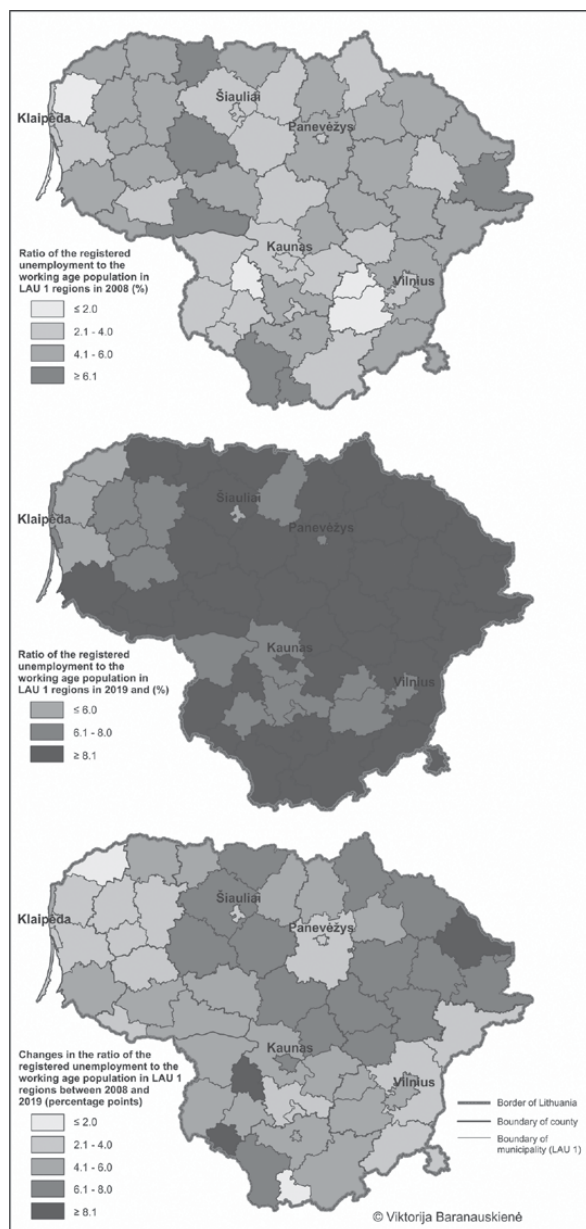 Šiauliai
Klaipėda
Panevėžys
Kaunas
Vilnius
Ratio of the registered
unemployment to the
working age population in
LAU 1 regions in 2008 (%)
≤ 2.0
2.1 - 4.0
4.1 - 6.0
≥ 6.1
Šiauliai
Klaipėda
Panevėžys
Kaunas
Vilnius
Ratio of the registered
unemployment to the
working age population in
LAU 1 regions in 2019 and (%)
≤ 6.0
6.1 - 8.0
≥ 8.1
Šiauliai
Klaipėda
Panevėžys
Kaunas
Vilnius
Changes in the ratio of the
registered unemployment to the
working age population in LAU 1
regions between 2008 and
2019 (percentage points)
≤ 2.0
2.1 - 4.0
4.1 - 6.0
6.1 - 8.0
≥ 8.1
Border of Lithuania
Boundary of county
Boundary of
municipality (LAU 1)
© Viktorija Baranauskienė